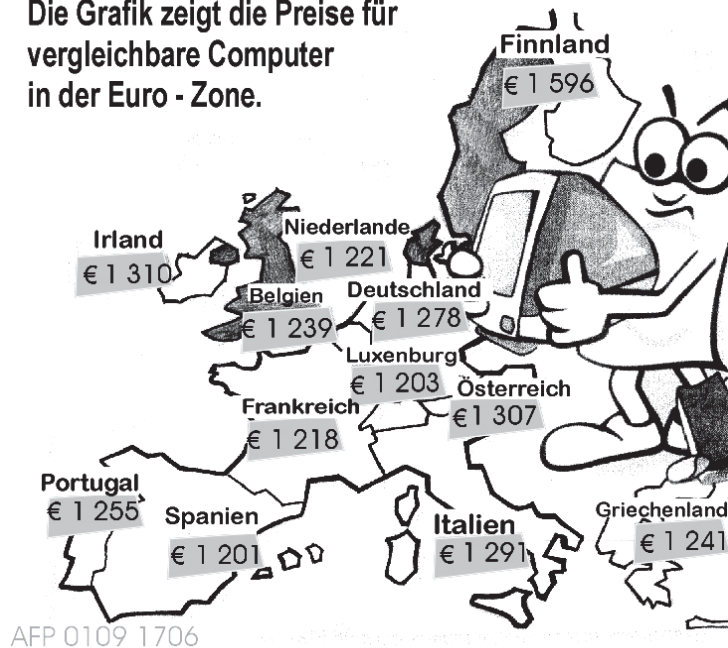 Die Grafik zeigt die Preise für
vergleichbare Computer
in der Euro - Zone.
Finnland
€ 1 596
Niederlande
€ 1 221
Irland
€ 1 310
Belgien
€ 1 239
Deutschland
€ 1 278
Luxenburg
€ 1 203
Österreich
€ 1 307
Frankreich
€ 1 218
Portugal
€ 1 255
Spanien
€ 1 201
Italien
€ 1 291
Griechenland
€ 1 241
AFP 0109 1706